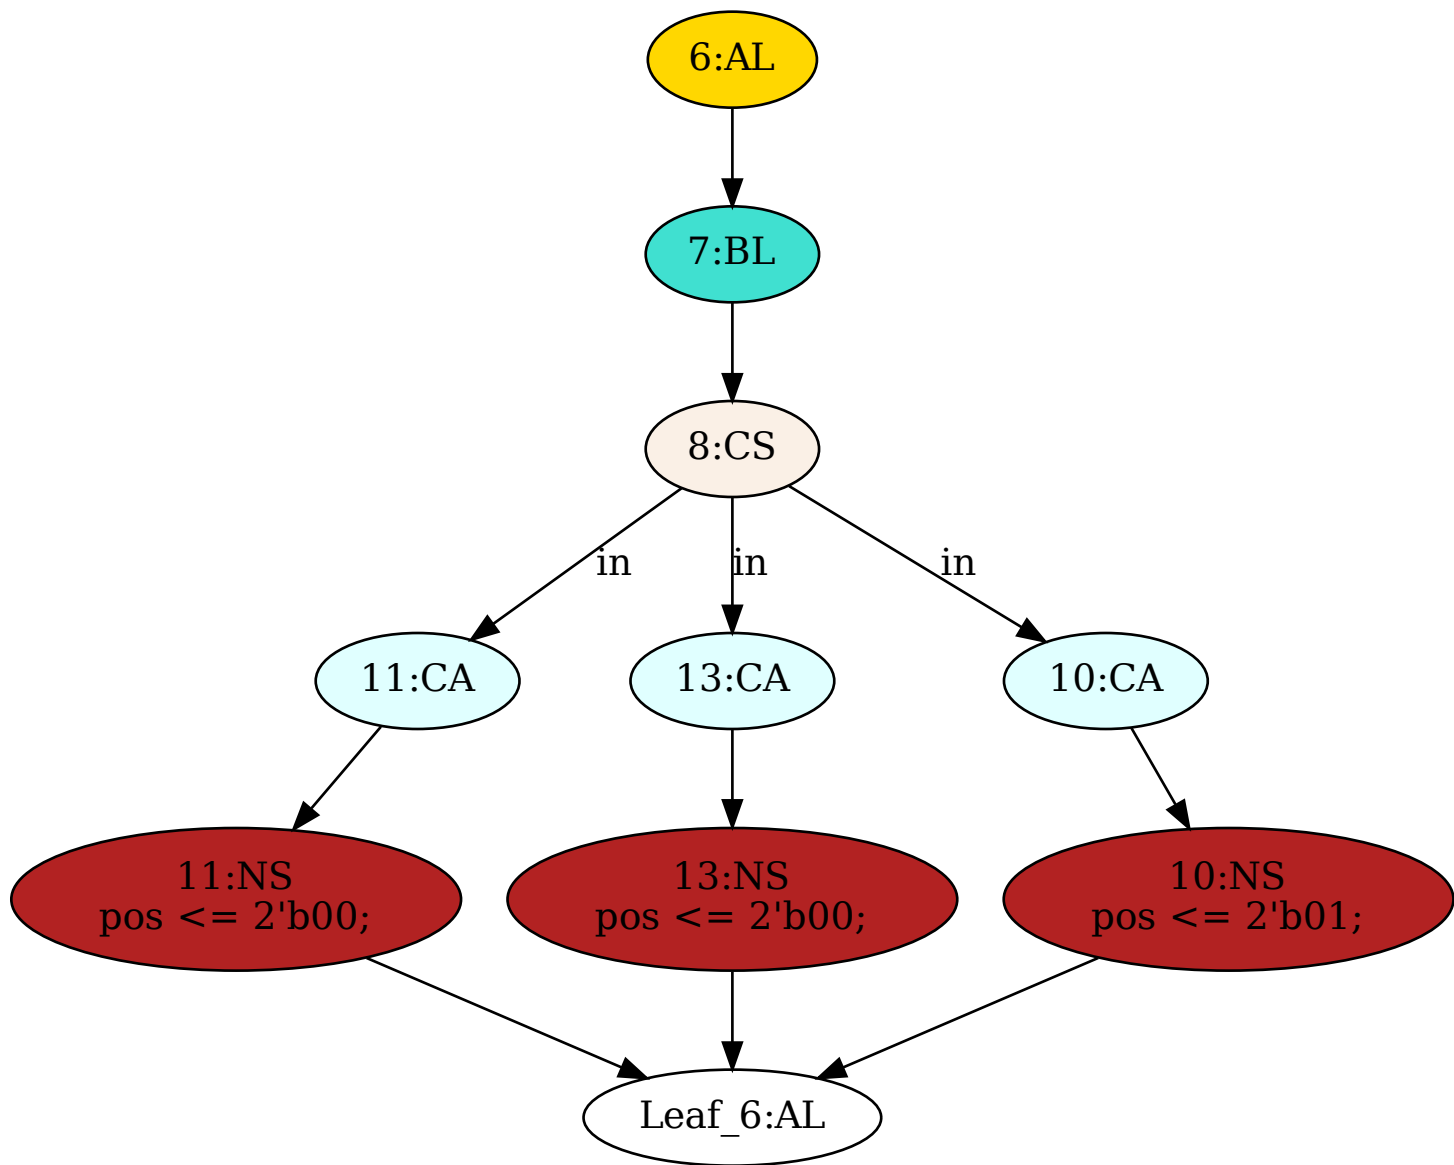 6:AL
7:BL
8:CS
in
in
in
11:CA
13:CA
10:CA
11:NS
pos <= 2'b00;
13:NS
pos <= 2'b00;
10:NS
pos <= 2'b01;
Leaf_6:AL